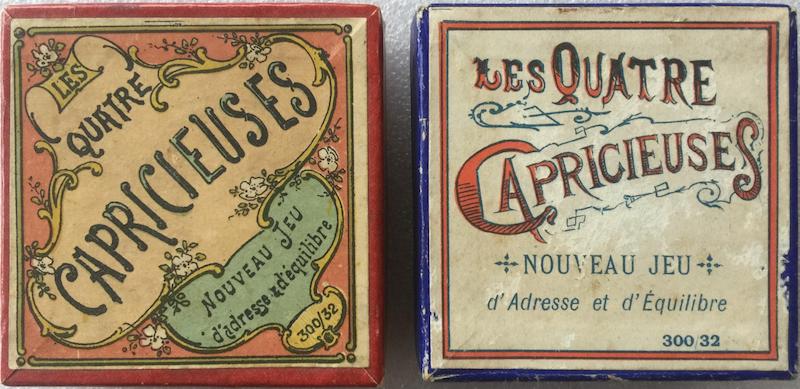 LES
QUATRE
CAPRICIEUSES
NOUVEAU JEU
d'adresse & d'équilibre
300/32
LES QUATRE
CAPRICIEUSES
NOUVEAU JEU
d'Adresse et d'Équilibre
300/32